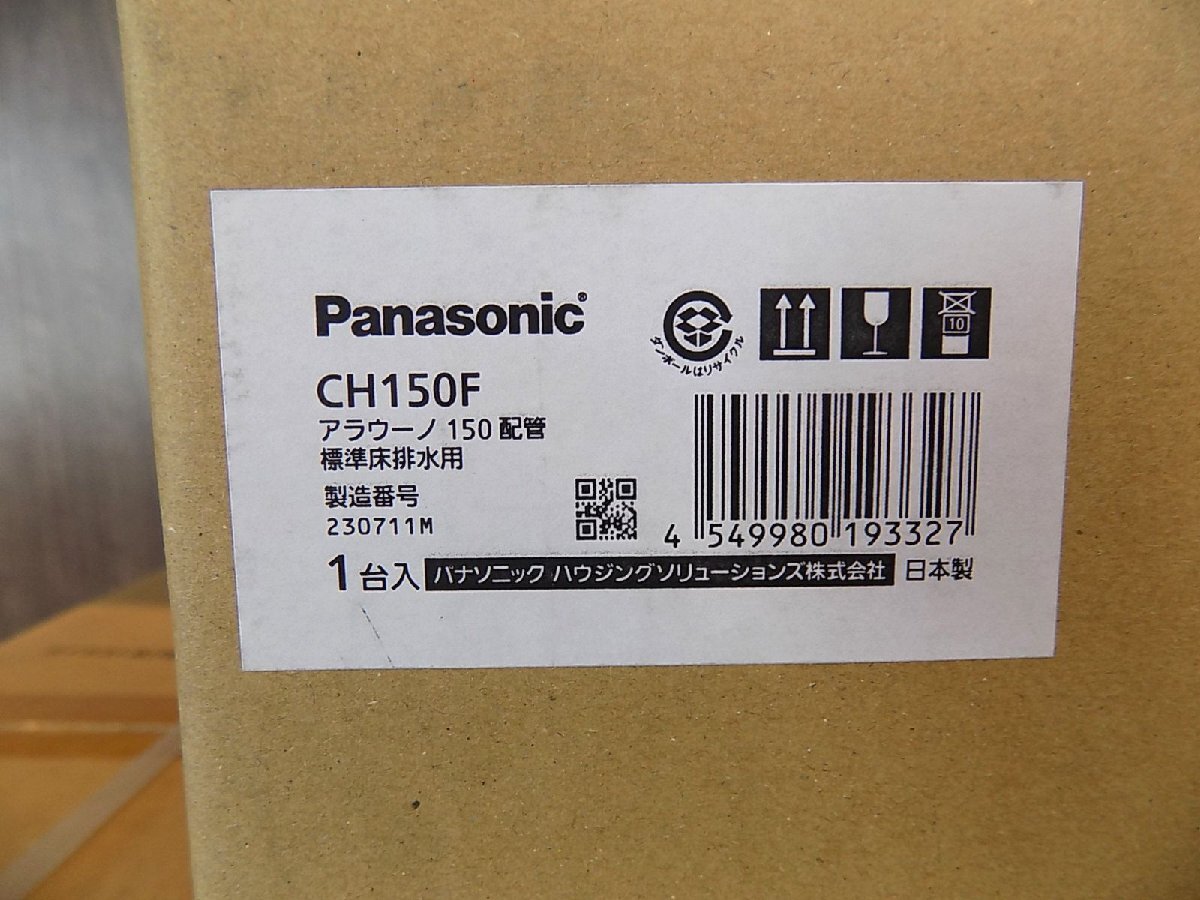 Panasonic®
CH150F
アラウーノ 150 配管
標準床排水用
製造番号
230711M
1台入
パナソニック ハウジングソリューションズ株式会社
日本製
ダンボールはリサイクル
10
4 549980 193327